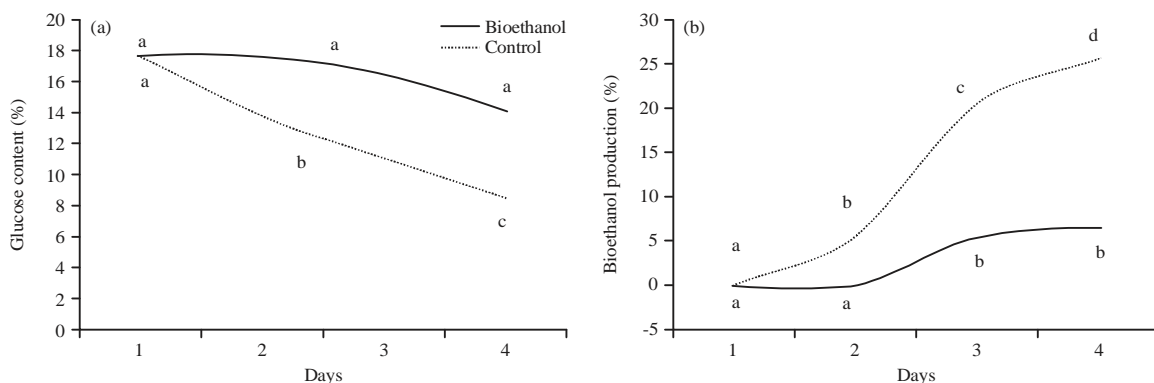 (a)
Bioethanol
Control
Glucose content (%)
20
18
16
14
12
10
8
6
4
2
0
a
a
a
a
b
c
1 2 3 4
Days
(b)
Bioethanol production (%)
30
25
20
15
10
5
0
-5
d
c
b
a
b
b
a
a
1 2 3 4
Days